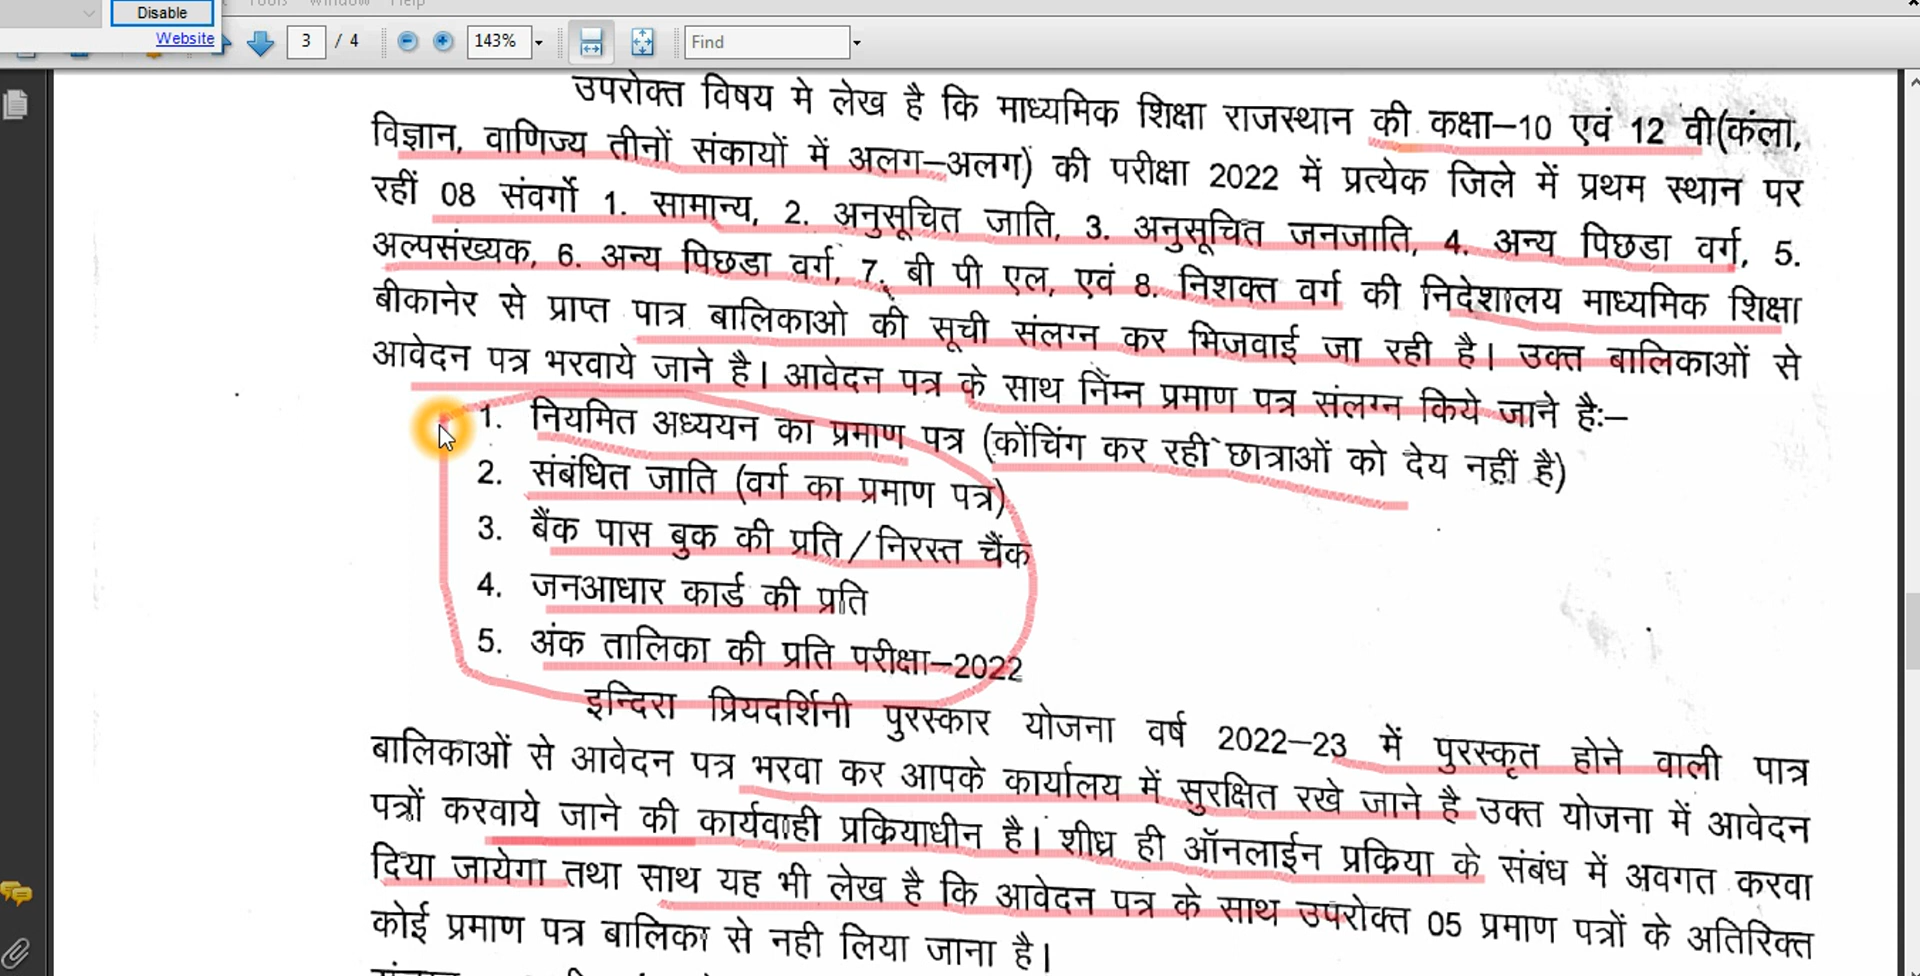 Tools Window Help
Disable
Website
3 / 4 143% Find
उपरोक्त विषय मे लेख है कि माध्यमिक शिक्षा राजस्थान की कक्षा–10 एवं 12 वी(कला,
विज्ञान, वाणिज्य तीनों संकायों में अलग–अलग) की परीक्षा 2022 में प्रत्येक जिले में प्रथम स्थान पर
रहीं 08 संवर्गो 1. सामान्य, 2. अनुसूचित जाति, 3. अनुसूचित जनजाति, 4. अन्य पिछडा वर्ग, 5.
अल्पसंख्यक, 6. अन्य पिछडा वर्ग, 7. बी पी एल, एवं 8. निशक्त वर्ग की निदेशालय माध्यमिक शिक्षा
बीकानेर से प्राप्त पात्र बालिकाओ की सूची संलग्न कर भिजवाई जा रही है। उक्त बालिकाओं से
आवेदन पत्र भरवाये जाने है। आवेदन पत्र के साथ निम्न प्रमाण पत्र संलग्न किये जाने है:–
1. नियमित अध्ययन का प्रमाण पत्र (कोंचिंग कर रही छात्राओं को देय नहीं है)
2. संबंधित जाति (वर्ग का प्रमाण पत्र)
3. बैंक पास बुक की प्रति/निरस्त चैंक
4. जनआधार कार्ड की प्रति
5. अंक तालिका की प्रति परीक्षा–2022
इन्दिरा प्रियदर्शिनी पुरस्कार योजना वर्ष 2022–23 में पुरस्कृत होने वाली पात्र
बालिकाओं से आवेदन पत्र भरवा कर आपके कार्यालय में सुरक्षित रखे जाने है उक्त योजना में आवेदन
पत्रों करवाये जाने की कार्यवाही प्रक्रियाधीन है। शीध्र ही ऑनलाईन प्रक्रिया के संबंध में अवगत करवा
दिया जायेगा तथा साथ यह भी लेख है कि आवेदन पत्र के साथ उपरोक्त 05 प्रमाण पत्रों के अतिरिक्त
कोई प्रमाण पत्र बालिका से नही लिया जाना है।